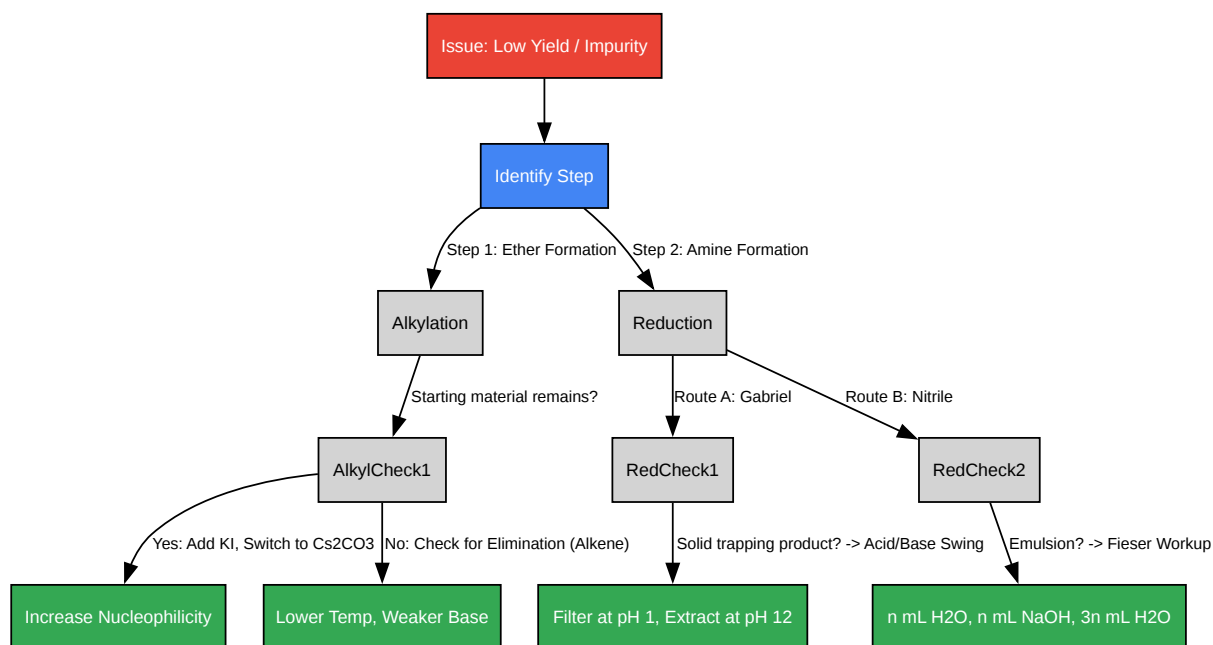 Issue: Low Yield / Impurity
Identify Step
Step 1: Ether Formation
Step 2: Amine Formation
Alkylation
Reduction
Starting material remains?
Route A: Gabriel
Route B: Nitrile
AlkylCheck1
RedCheck1
RedCheck2
Yes: Add KI, Switch to Cs2CO3
No: Check for Elimination (Alkene)
Solid trapping product? -> Acid/Base Swing
Emulsion? -> Fieser Workup
Increase Nucleophilicity
Lower Temp, Weaker Base
Filter at pH 1, Extract at pH 12
n mL H2O, n mL NaOH, 3n mL H2O